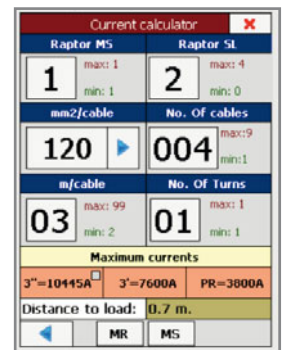 Current calculator
Raptor MS Raptor SL
1 max: 1 min: 1 2 max: 4 min: 0
mm2/cable No. Of cables
120 004 max:9 min:1
m/cable No. Of Turns
03 max: 99 min: 2 01 max: 1 min: 1
Maximum currents
3"=10445A 3'=7600A PR=3800A
Distance to load: 0.7 m.
MR MS